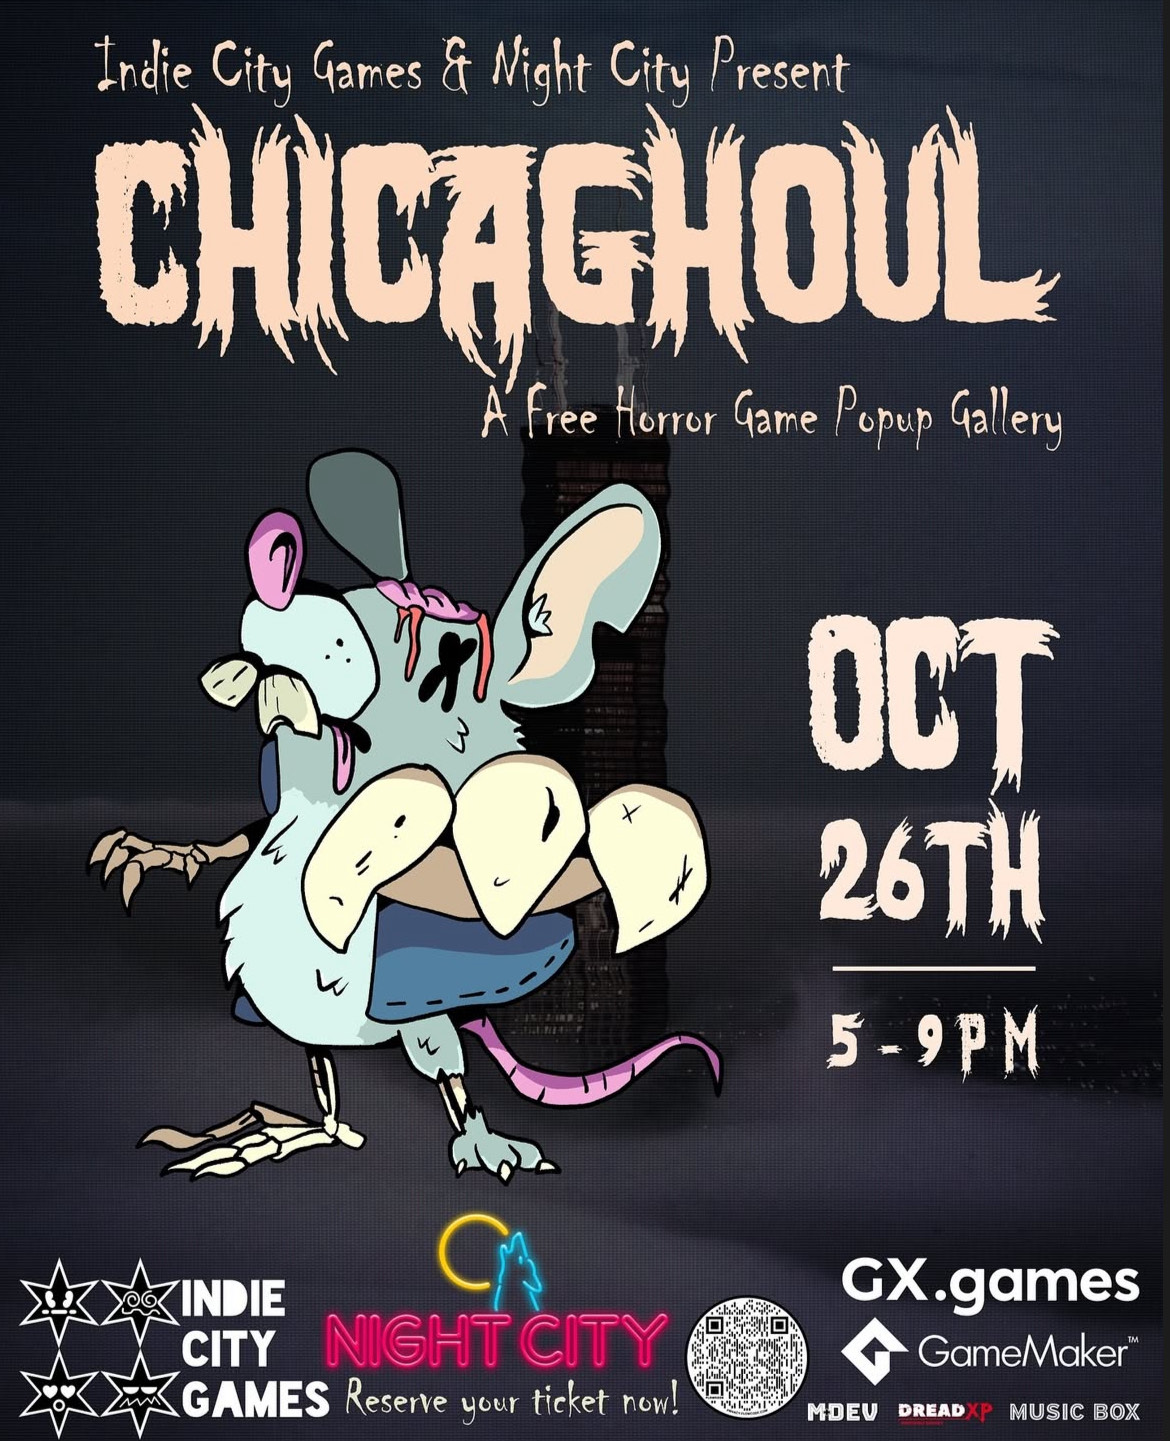 Indie City Games & Night City Present
CHICAGHOUL
A Free Horror Game Popup Gallery
OCT
26TH
5-9PM
INDIE
CITY
GAMES
NIGHT CITY
Reserve your ticket now!
GX.games
GameMaker™
MDEV DREADXP MUSIC BOX